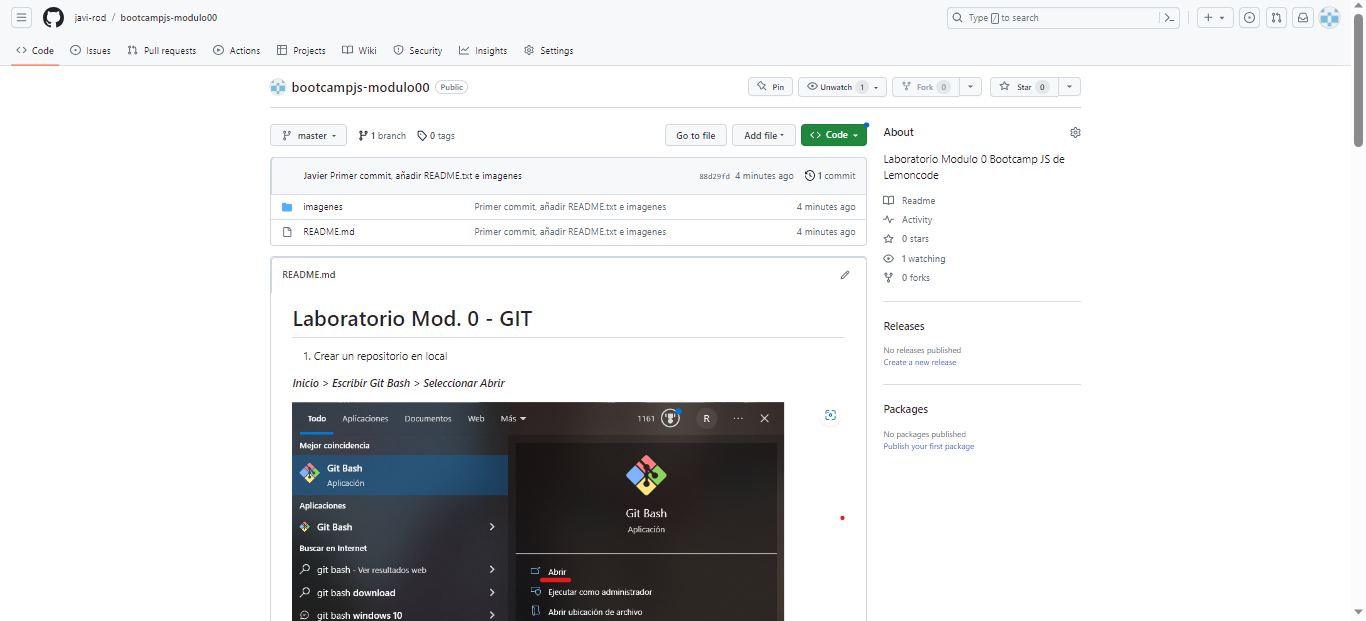 javi-rod / bootcampjs-modulo00
Type / to search
Code Issues Pull requests Actions Projects Wiki Security Insights Settings
bootcampjs-modulo00 Public
Pin Unwatch 1 Fork 0 Star 0
master 1 branch 0 tags Go to file Add file Code
Javier Primer commit, añadir README.txt e imagenes 88d29fd 4 minutes ago 1 commit
imagenes Primer commit, añadir README.txt e imagenes 4 minutes ago
README.md Primer commit, añadir README.txt e imagenes 4 minutes ago
README.md
Laboratorio Mod. 0 - GIT
1. Crear un repositorio en local
Inicio > Escribir Git Bash > Seleccionar Abrir
Todo Aplicaciones Documentos Web Más 1161 R
Mejor coincidencia
Git Bash
Aplicación
Aplicaciones
Git Bash
Buscar en Internet
git bash - Ver resultados web
git bash download
git bash windows 10
Git Bash
Aplicación
Abrir
Ejecutar como administrador
Abrir ubicación de archivo
About
Laboratorio Modulo 0 Bootcamp JS de
Lemoncode
Readme
Activity
0 stars
1 watching
0 forks
Releases
No releases published
Create a new release
Packages
No packages published
Publish your first package